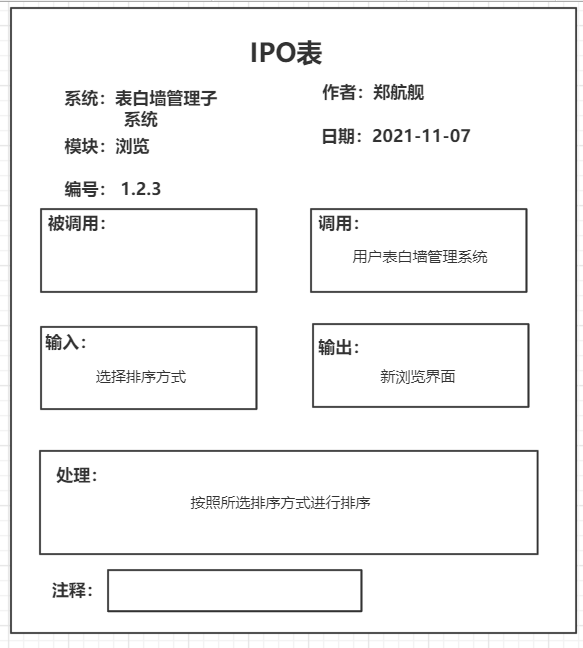 IPO表
系统：表白墙管理子
系统
作者：郑航舰
模块：浏览
日期：2021-11-07
编号： 1.2.3
被调用：
调用：
用户表白墙管理系统
输入：
选择排序方式
输出：
新浏览界面
处理：
按照所选排序方式进行排序
注释：